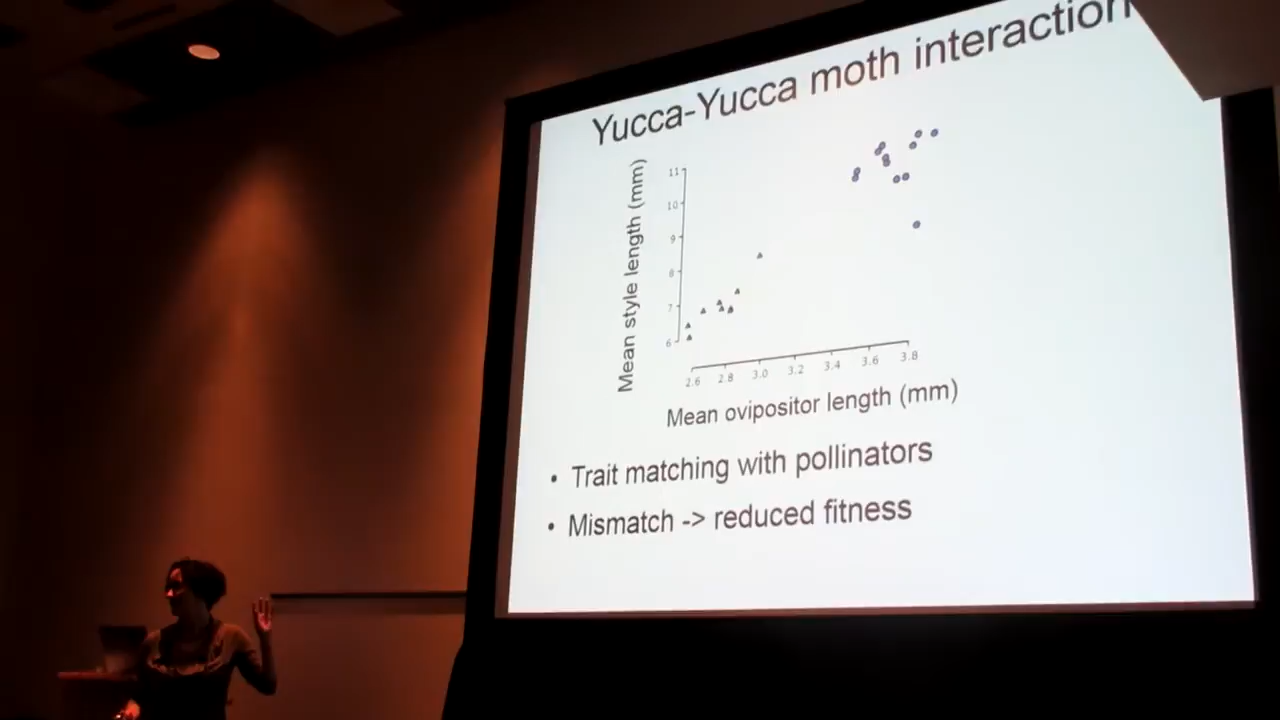 Yucca-Yucca moth interaction
Mean style length (mm)
11
10
9
8
7
6
2.6 2.8 3.0 3.2 3.4 3.6 3.8
Mean ovipositor length (mm)
• Trait matching with pollinators
• Mismatch -> reduced fitness